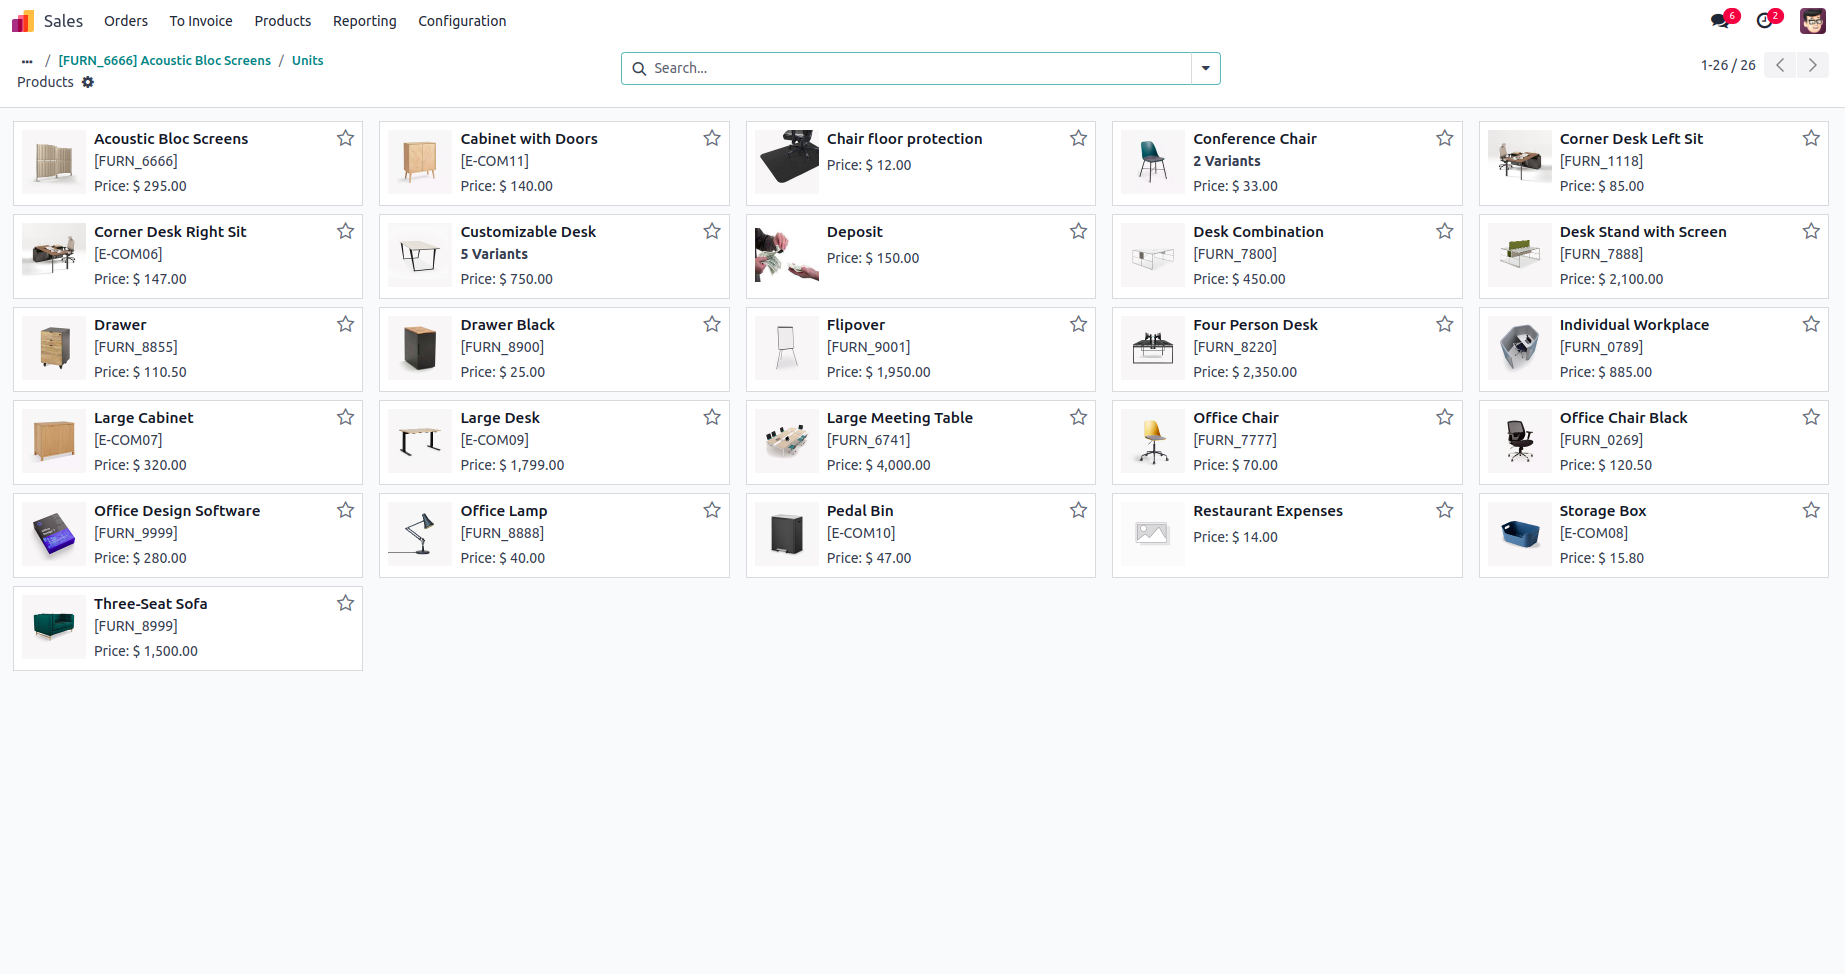 Sales Orders To Invoice Products Reporting Configuration 6 2
... / [FURN_6666] Acoustic Bloc Screens / Units
Products
Search...
1-26 / 26
Acoustic Bloc Screens
[FURN_6666]
Price: $ 295.00
Cabinet with Doors
[E-COM11]
Price: $ 140.00
Chair floor protection
Price: $ 12.00
Conference Chair
2 Variants
Price: $ 33.00
Corner Desk Left Sit
[FURN_1118]
Price: $ 85.00
Corner Desk Right Sit
[E-COM06]
Price: $ 147.00
Customizable Desk
5 Variants
Price: $ 750.00
Deposit
Price: $ 150.00
Desk Combination
[FURN_7800]
Price: $ 450.00
Desk Stand with Screen
[FURN_7888]
Price: $ 2,100.00
Drawer
[FURN_8855]
Price: $ 110.50
Drawer Black
[FURN_8900]
Price: $ 25.00
Flipover
[FURN_9001]
Price: $ 1,950.00
Four Person Desk
[FURN_8220]
Price: $ 2,350.00
Individual Workplace
[FURN_0789]
Price: $ 885.00
Large Cabinet
[E-COM07]
Price: $ 320.00
Large Desk
[E-COM09]
Price: $ 1,799.00
Large Meeting Table
[FURN_6741]
Price: $ 4,000.00
Office Chair
[FURN_7777]
Price: $ 70.00
Office Chair Black
[FURN_0269]
Price: $ 120.50
Office Design Software
[FURN_9999]
Price: $ 280.00
Office Lamp
[FURN_8888]
Price: $ 40.00
Pedal Bin
[E-COM10]
Price: $ 47.00
Restaurant Expenses
Price: $ 14.00
Storage Box
[E-COM08]
Price: $ 15.80
Three-Seat Sofa
[FURN_8999]
Price: $ 1,500.00